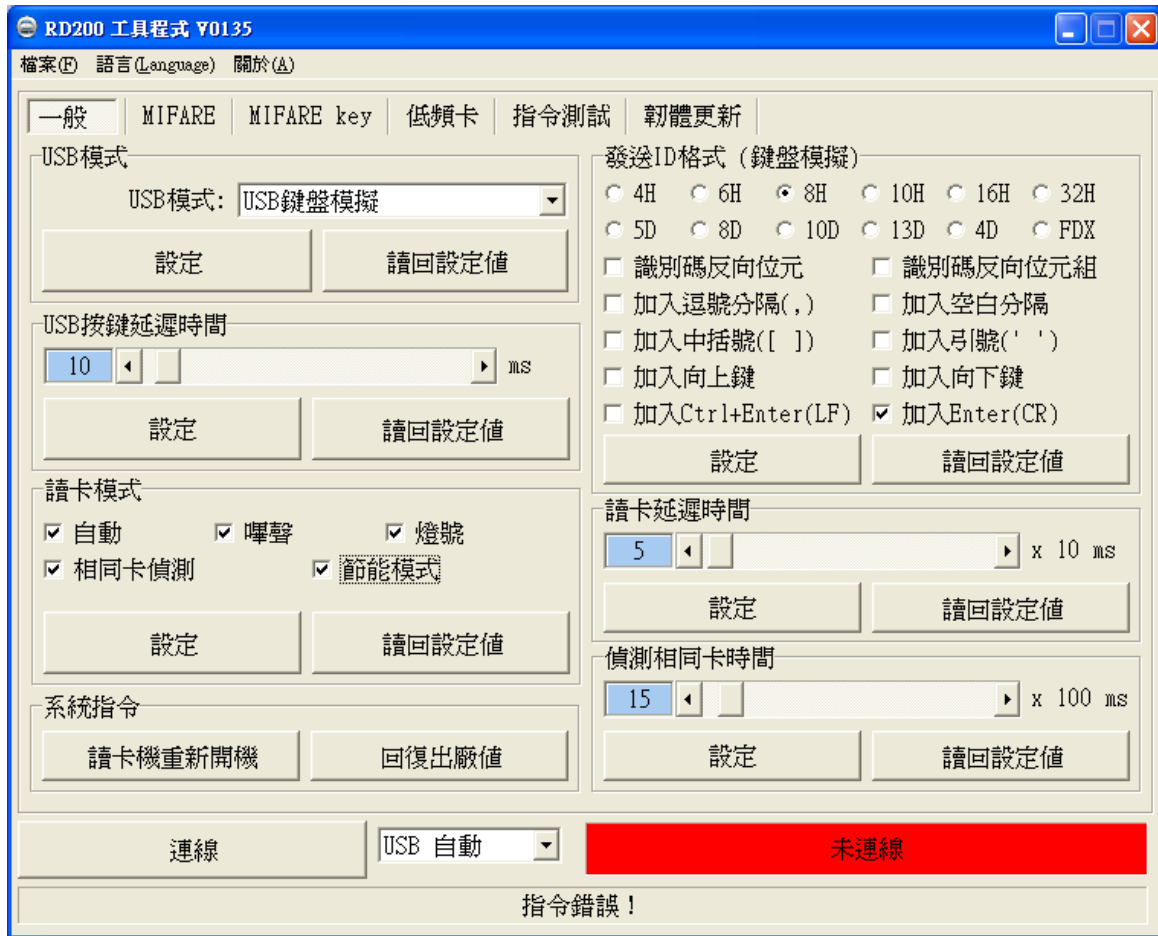 RD200 工具程式 V0135
檔案(F) 語言(Language) 關於(A)
一般 MIFARE MIFARE key 低頻卡 指令測試 韌體更新
USB模式
USB模式: USB鍵盤模擬
設定 讀回設定值
USB按鍵延遲時間
10 ms
設定 讀回設定值
讀卡模式
自動 嗶聲 燈號
相同卡偵測 節能模式
設定 讀回設定值
系統指令
讀卡機重新開機 回復出廠值
發送ID格式 (鍵盤模擬)
4H 6H 8H 10H 16H 32H
5D 8D 10D 13D 4D FDX
識別碼反向位元 識別碼反向位元組
加入逗號分隔(,) 加入空白分隔
加入中括號([ ]) 加入引號(' ')
加入向上鍵 加入向下鍵
加入Ctrl+Enter(LF) 加入Enter(CR)
設定 讀回設定值
讀卡延遲時間
5 x 10 ms
設定 讀回設定值
偵測相同卡時間
15 x 100 ms
設定 讀回設定值
連線 USB 自動 未連線
指令錯誤！